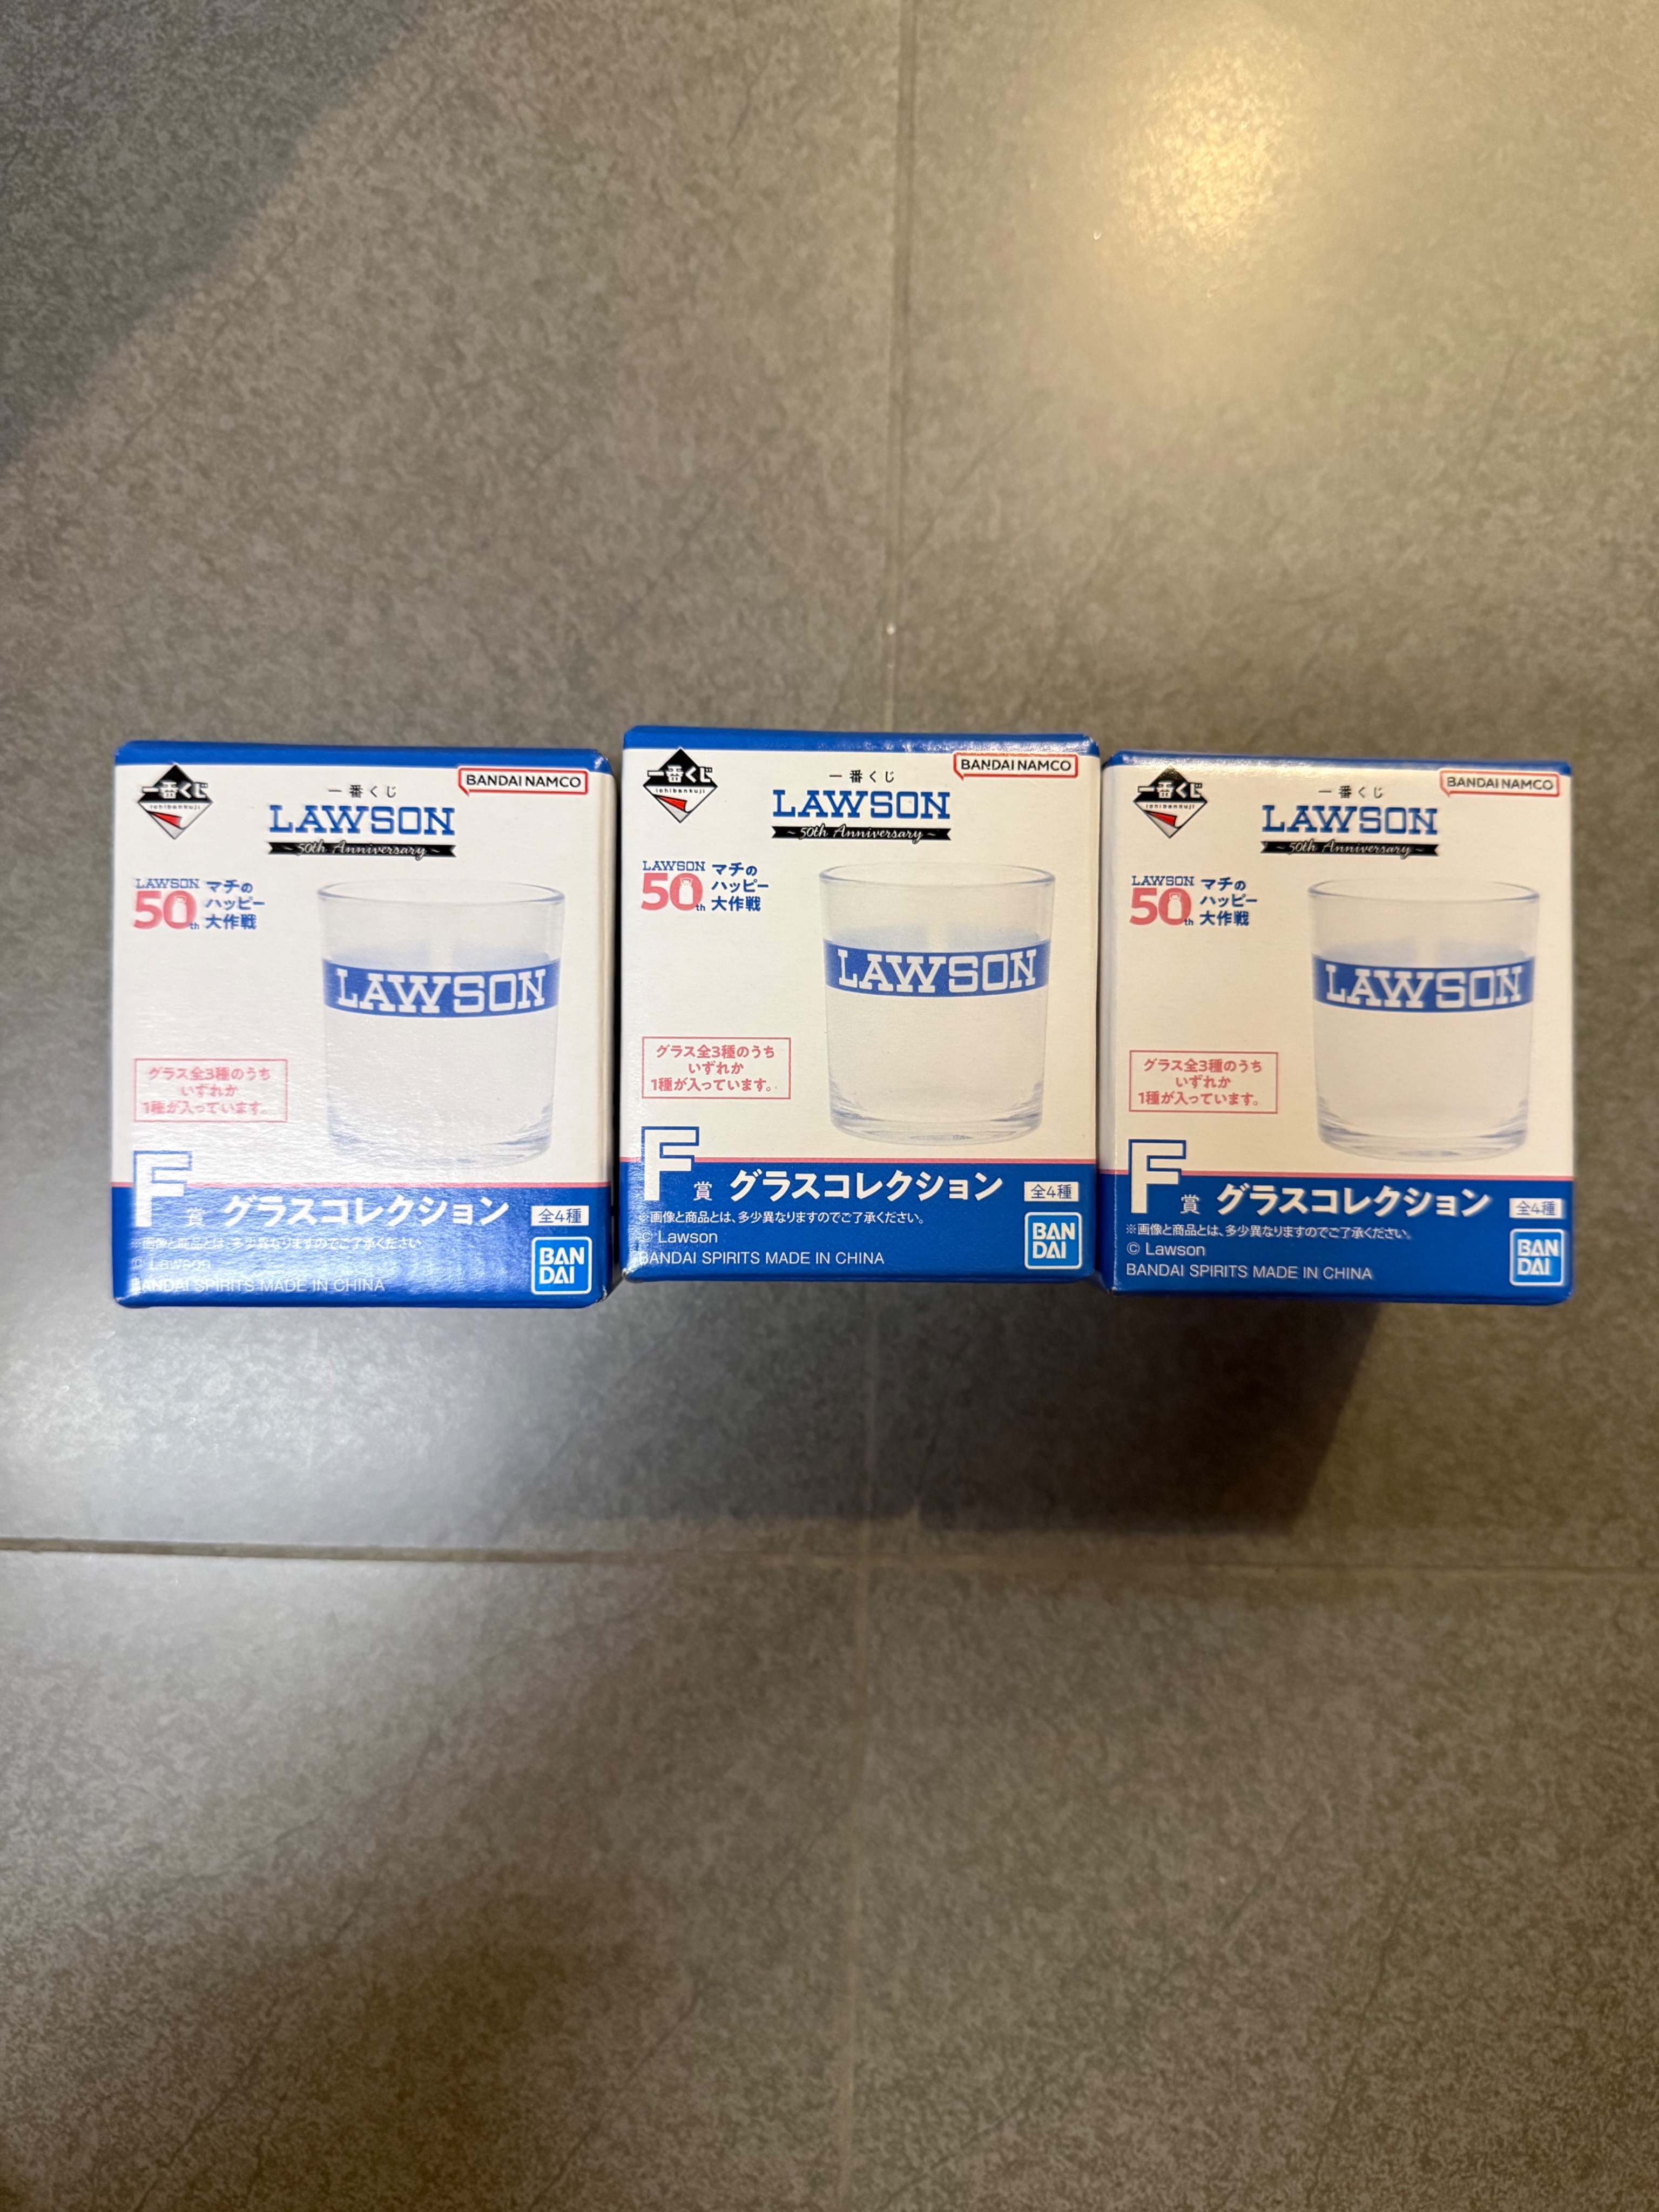 一番くじ
ichibankuji
一番くじ
BANDAI NAMCO
LAWSON
~ 50th Anniversary ~
LAWSON
50th
マチの
ハッピー
大作戦
LAWSON
グラス全3種のうち
いずれか
1種が入っています。
F賞 グラスコレクション 全4種
※画像と商品とは、多少異なりますのでご了承ください。
© Lawson
BANDAI SPIRITS MADE IN CHINA
BAN
DAI
一番くじ
ichibankuji
一番くじ
BANDAI NAMCO
LAWSON
~ 50th Anniversary ~
LAWSON
50th
マチの
ハッピー
大作戦
LAWSON
グラス全3種のうち
いずれか
1種が入っています。
F賞 グラスコレクション 全4種
※画像と商品とは、多少異なりますのでご了承ください。
© Lawson
BANDAI SPIRITS MADE IN CHINA
BAN
DAI
一番くじ
ichibankuji
一番くじ
BANDAI NAMCO
LAWSON
~ 50th Anniversary ~
LAWSON
50th
マチの
ハッピー
大作戦
LAWSON
グラス全3種のうち
いずれか
1種が入っています。
F賞 グラスコレクション 全4種
※画像と商品とは、多少異なりますのでご了承ください。
© Lawson
BANDAI SPIRITS MADE IN CHINA
BAN
DAI